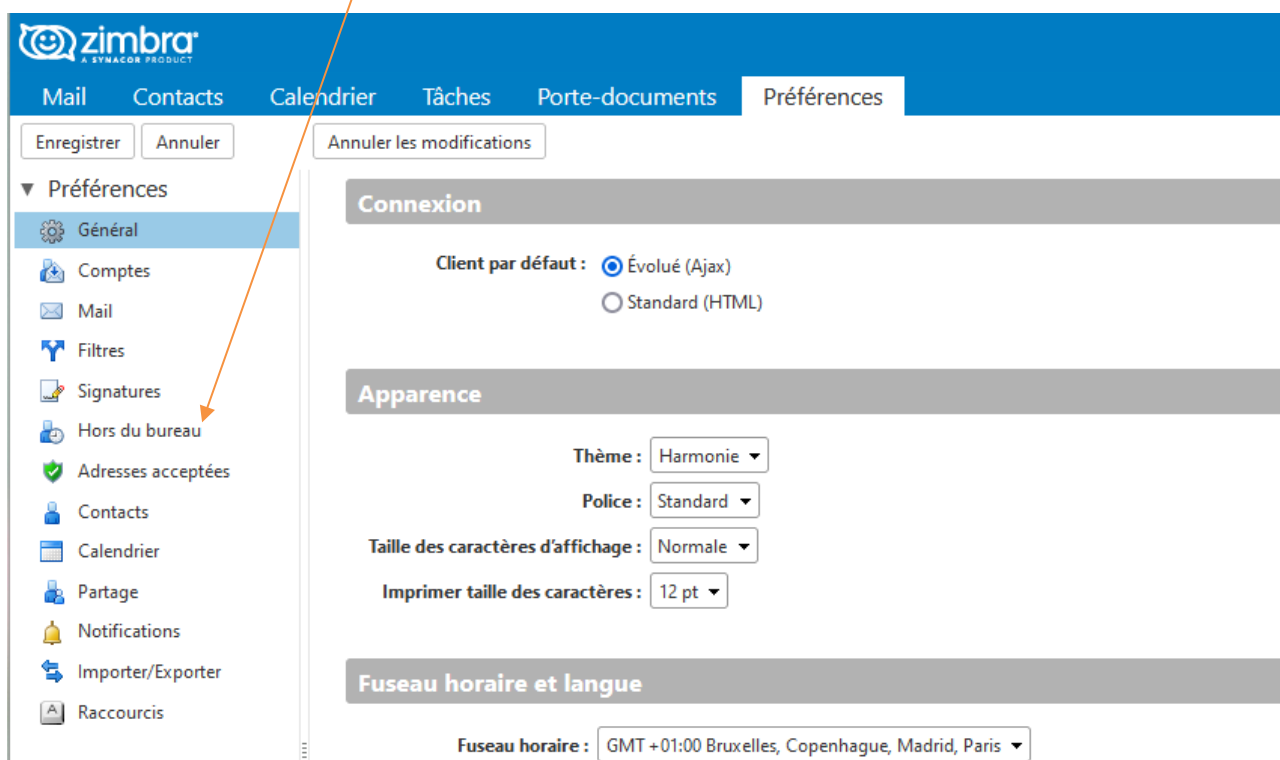 zimbra
A SYNACOR PRODUCT
Mail Contacts Calendrier Tâches Porte-documents Préférences
Enregistrer Annuler Annuler les modifications
Préférences
Général
Comptes
Mail
Filtres
Signatures
Hors du bureau
Adresses acceptées
Contacts
Calendrier
Partage
Notifications
Importer/Exporter
A Raccourcis
Connexion
Client par défaut : Évolué (Ajax)
Standard (HTML)
Apparence
Thème : Harmonie
Police : Standard
Taille des caractères d'affichage : Normale
Imprimer taille des caractères : 12 pt
Fuseau horaire et langue
Fuseau horaire : GMT +01:00 Bruxelles, Copenhague, Madrid, Paris